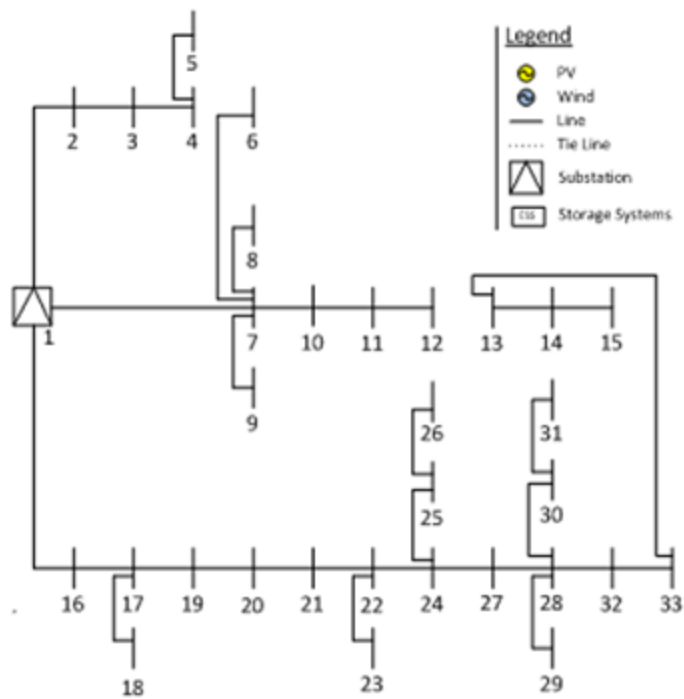 Legend
PV
Wind
Line
Tie Line
Substation
Storage Systems
5
2 3 4 6
8
1 7 10 11 12 13 14 15
9
26 31
25 30
16 17 19 20 21 22 24 27 28 32 33
18 23 29